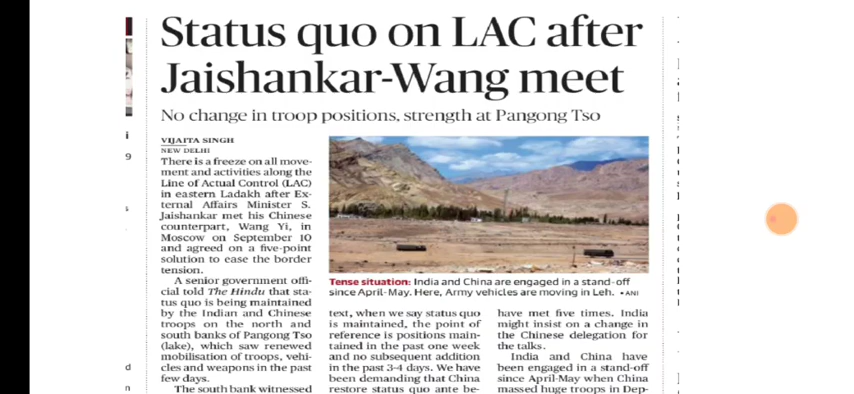 Status quo on LAC after
Jaishankar-Wang meet
No change in troop positions, strength at Pangong Tso
VIJAITA SINGH
NEW DELHI
There is a freeze on all move-
ment and activities along the
Line of Actual Control (LAC)
in eastern Ladakh after Ex-
ternal Affairs Minister S.
Jaishankar met his Chinese
counterpart, Wang Yi, in
Moscow on September 10
and agreed on a five-point
solution to ease the border
tension.
A senior government offi-
cial told The Hindu that sta-
tus quo is being maintained
by the Indian and Chinese
troops on the north and
south banks of Pangong Tso
(lake), which saw renewed
mobilisation of troops, vehi-
cles and weapons in the past
few days.
The south bank witnessed
Tense situation: India and China are engaged in a stand-off
since April-May. Here, Army vehicles are moving in Leh. • ANI
text, when we say status quo
is maintained, the point of
reference is positions main-
tained in the past one week
and no subsequent addition
in the past 3-4 days. We have
been demanding that China
restore status quo ante be-
have met five times. India
might insist on a change in
the Chinese delegation for
the talks.
India and China have
been engaged in a stand-off
since April-May when China
massed huge troops in Dep-